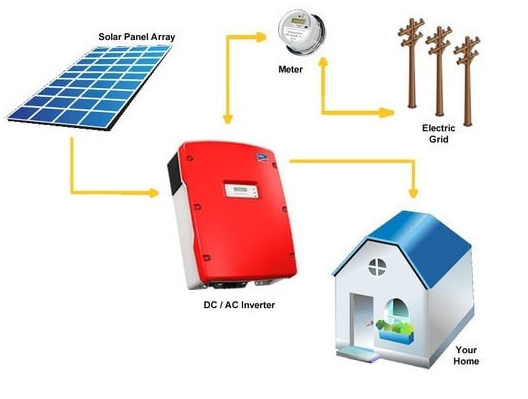 Solar Panel Array
Meter
Electric
Grid
DC / AC Inverter
Your
Home